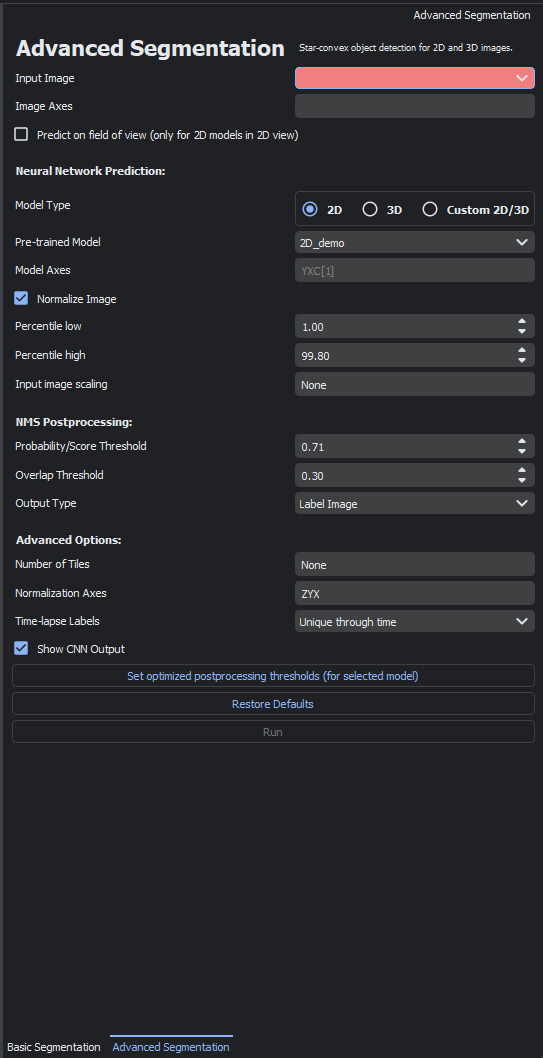 Advanced Segmentation
Advanced Segmentation Star-convex object detection for 2D and 3D images.
Input Image
Image Axes
Predict on field of view (only for 2D models in 2D view)
Neural Network Prediction:
Model Type 2D 3D Custom 2D/3D
Pre-trained Model 2D_demo
Model Axes YXC[1]
Normalize Image
Percentile low 1.00
Percentile high 99.80
Input image scaling None
NMS Postprocessing:
Probability/Score Threshold 0.71
Overlap Threshold 0.30
Output Type Label Image
Advanced Options:
Number of Tiles None
Normalization Axes ZYX
Time-lapse Labels Unique through time
Show CNN Output
Set optimized postprocessing thresholds (for selected model)
Restore Defaults
Run
Basic Segmentation Advanced Segmentation